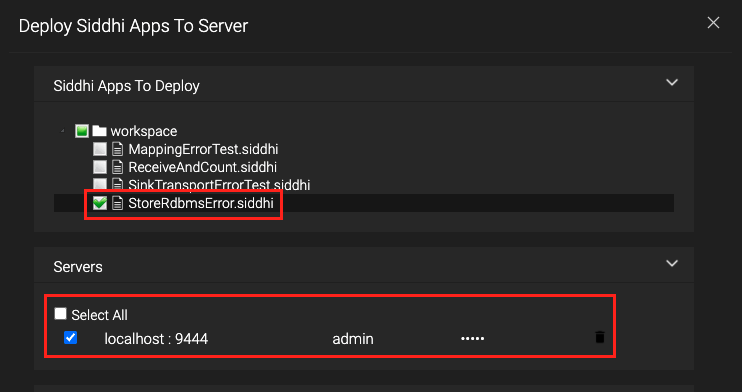 Deploy Siddhi Apps To Server
Siddhi Apps To Deploy
workspace
MappingErrorTest.siddhi
ReceiveAndCount.siddhi
SinkTransportErrorTest.siddhi
StoreRdbmsError.siddhi
Servers
Select All
localhost : 9444 admin •••••